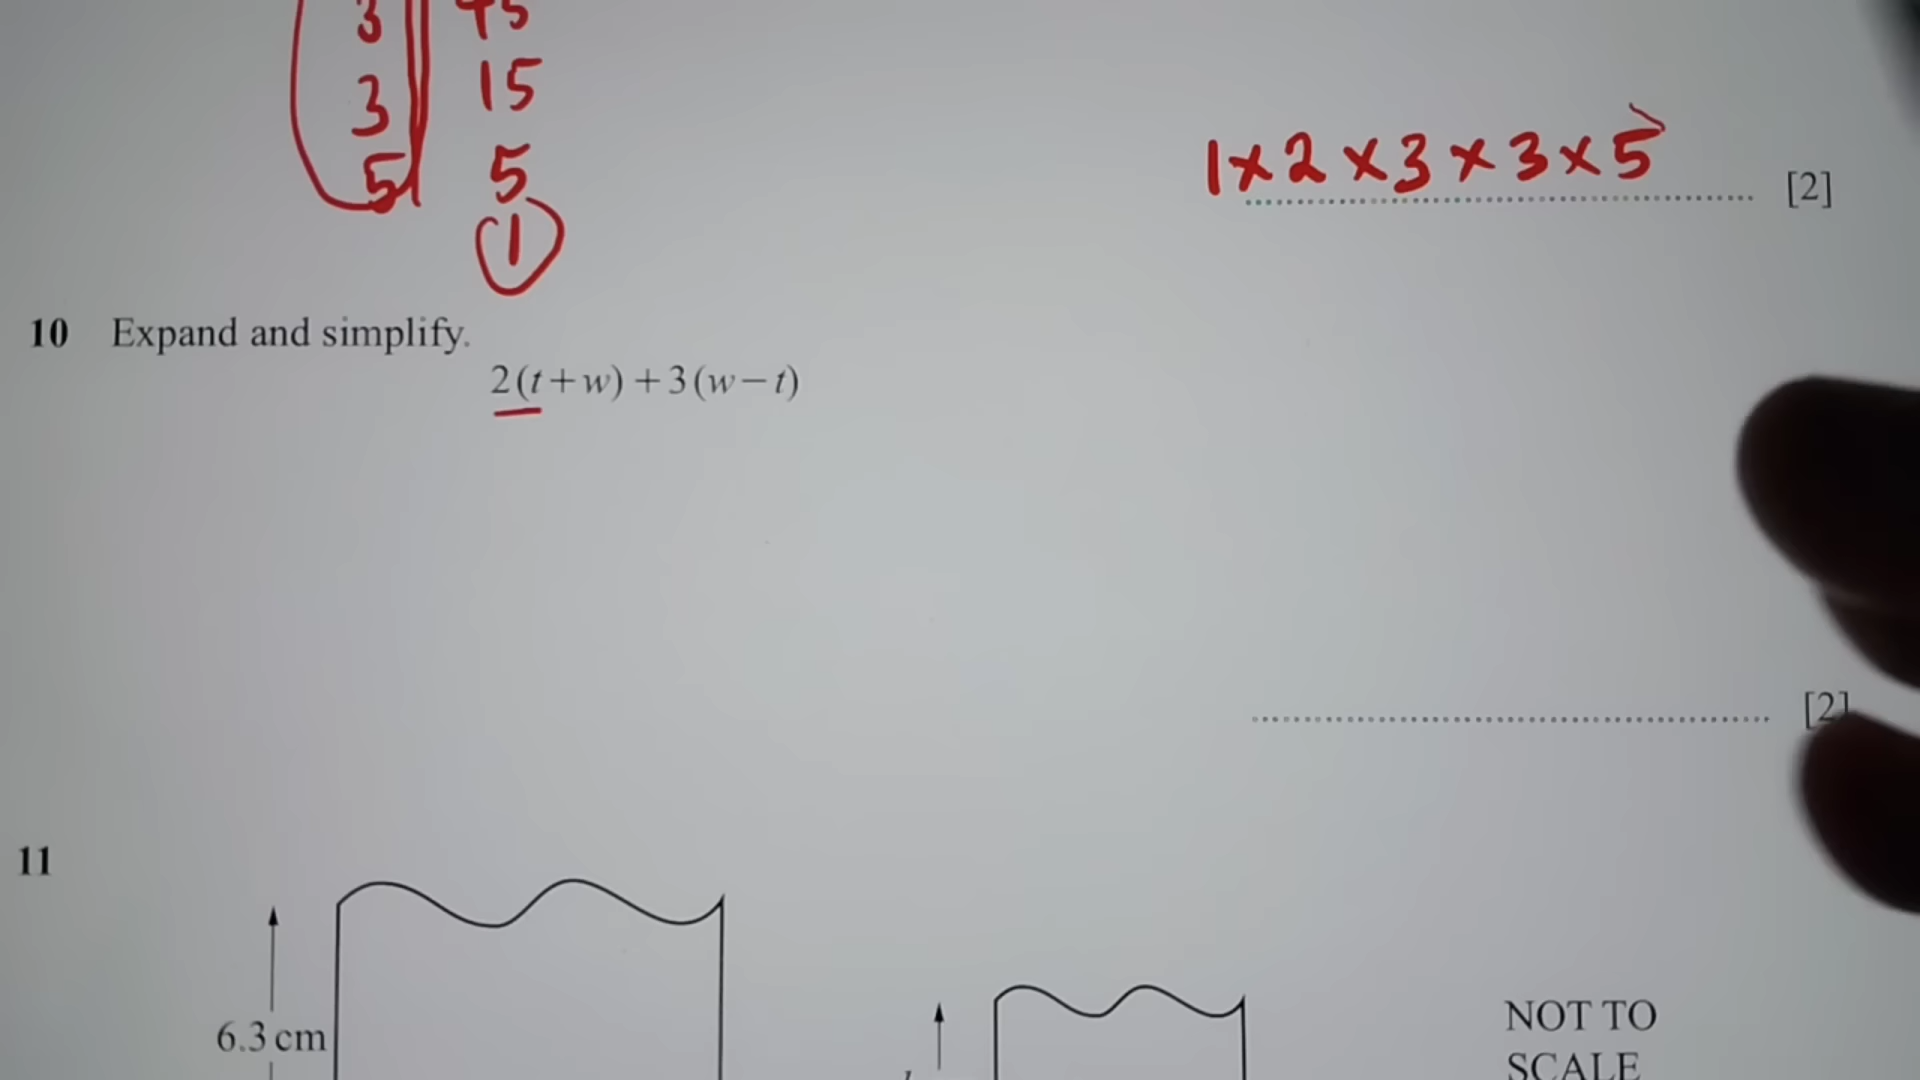 3 45
3 15
5 5
1
1×2×3×3×5 [2]
10 Expand and simplify.
2(t+w)+3(w−t)
[2]
11
6.3 cm
NOT TO
SCALE